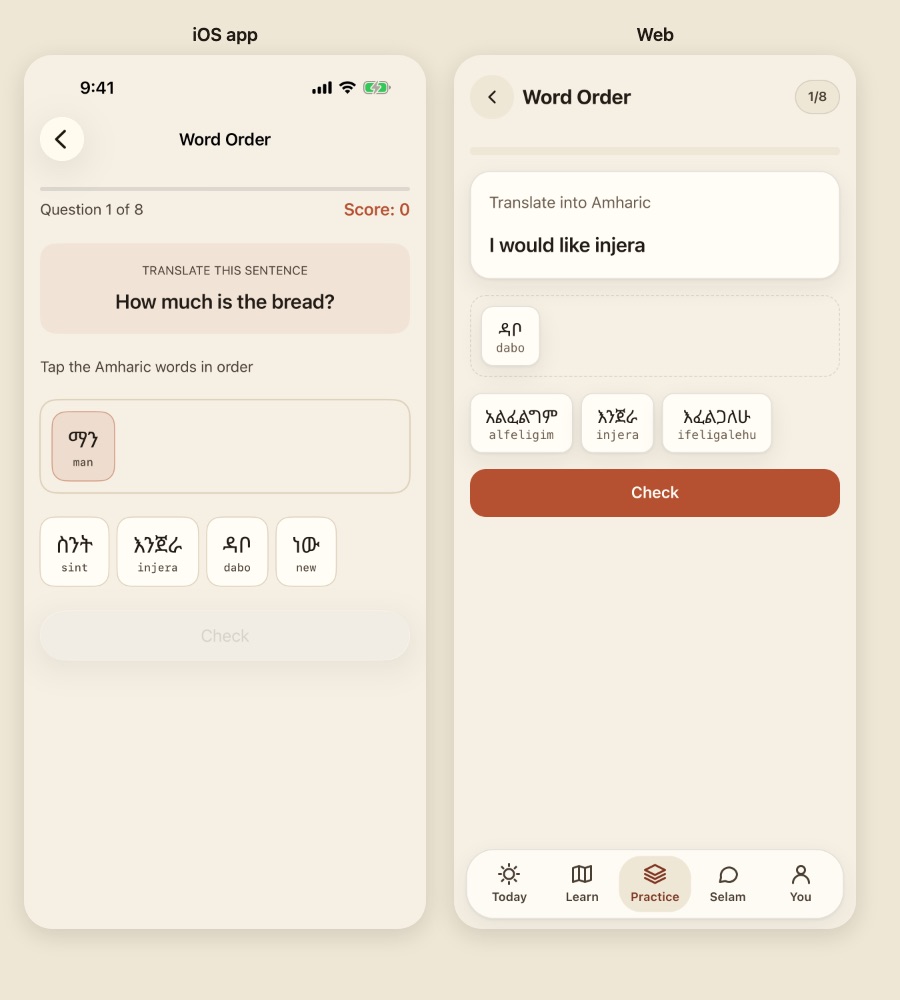 iOS app
9:41
Word Order
Question 1 of 8
Score: 0
TRANSLATE THIS SENTENCE
How much is the bread?
Tap the Amharic words in order
ማን
man
ስንት እንጀራ ዳቦ ነው
sint injera dabo new
Check
Web
Word Order
1/8
Translate into Amharic
I would like injera
ዳቦ
dabo
አልፈልግም እንጀራ እፈልጋለሁ
alfeligim injera ifeligalehu
Check
Today Learn Practice Selam You